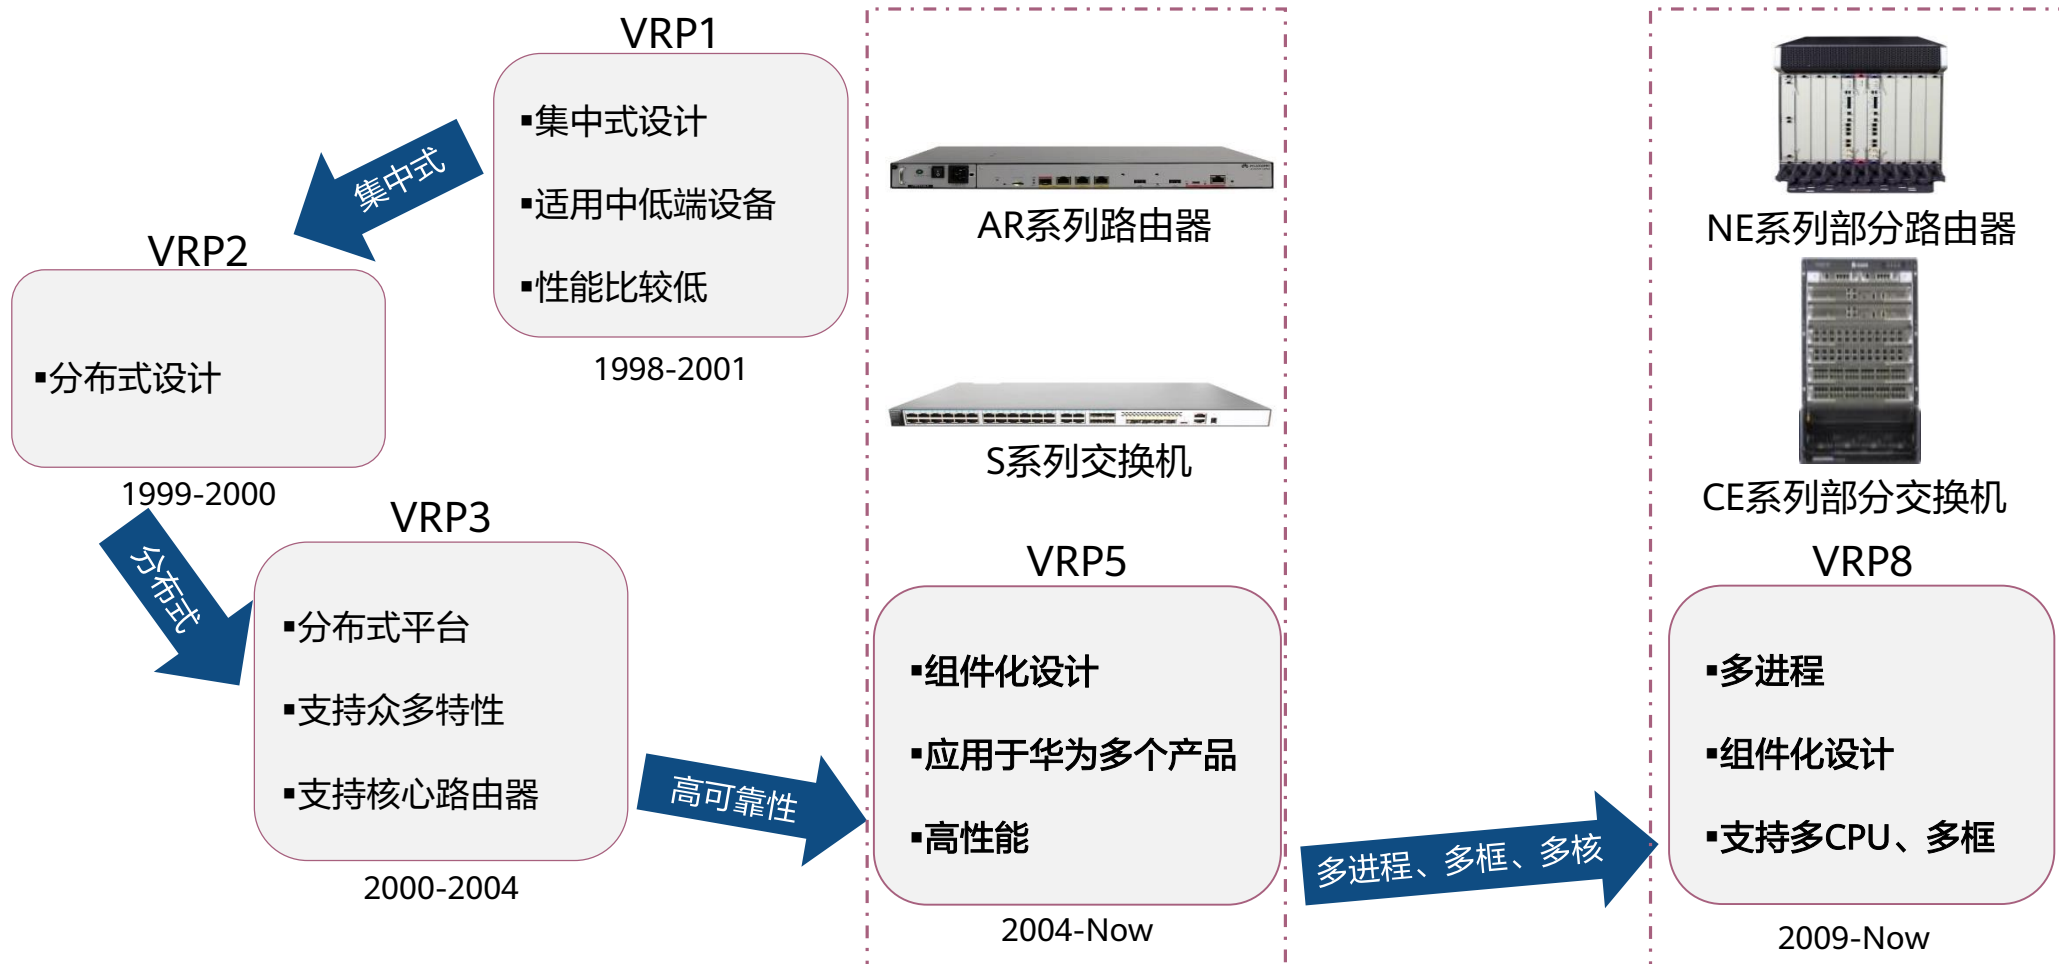 VRP1
▪集中式设计
▪适用中低端设备
▪性能比较低
1998-2001
集中式
VRP2
▪分布式设计
1999-2000
分布式
VRP3
▪分布式平台
▪支持众多特性
▪支持核心路由器
2000-2004
高可靠性
AR系列路由器
S系列交换机
VRP5
▪组件化设计
▪应用于华为多个产品
▪高性能
2004-Now
多进程、多框、多核
NE系列部分路由器
CE系列部分交换机
VRP8
▪多进程
▪组件化设计
▪支持多CPU、多框
2009-Now